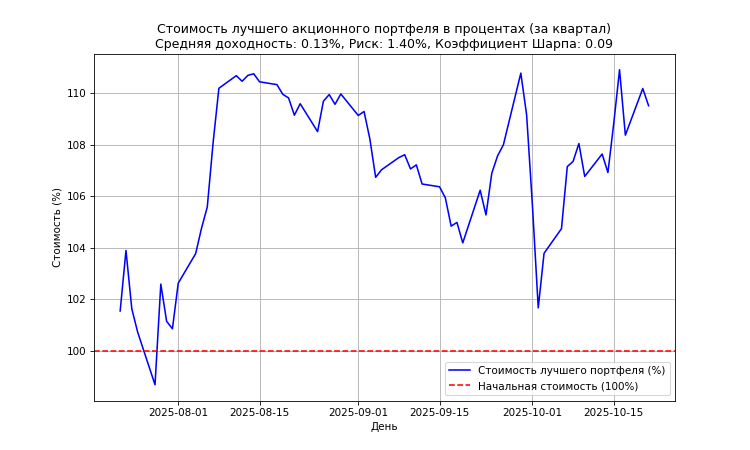 Стоимость лучшего акционного портфеля в процентах (за квартал)
Средняя доходность: 0.13%, Риск: 1.40%, Коэффициент Шарпа: 0.09
Стоимость (%)
110
108
106
104
102
100
Стоимость лучшего портфеля (%)
Начальная стоимость (100%)
2025-08-01
2025-08-15
2025-09-01
2025-09-15
2025-10-01
2025-10-15
День